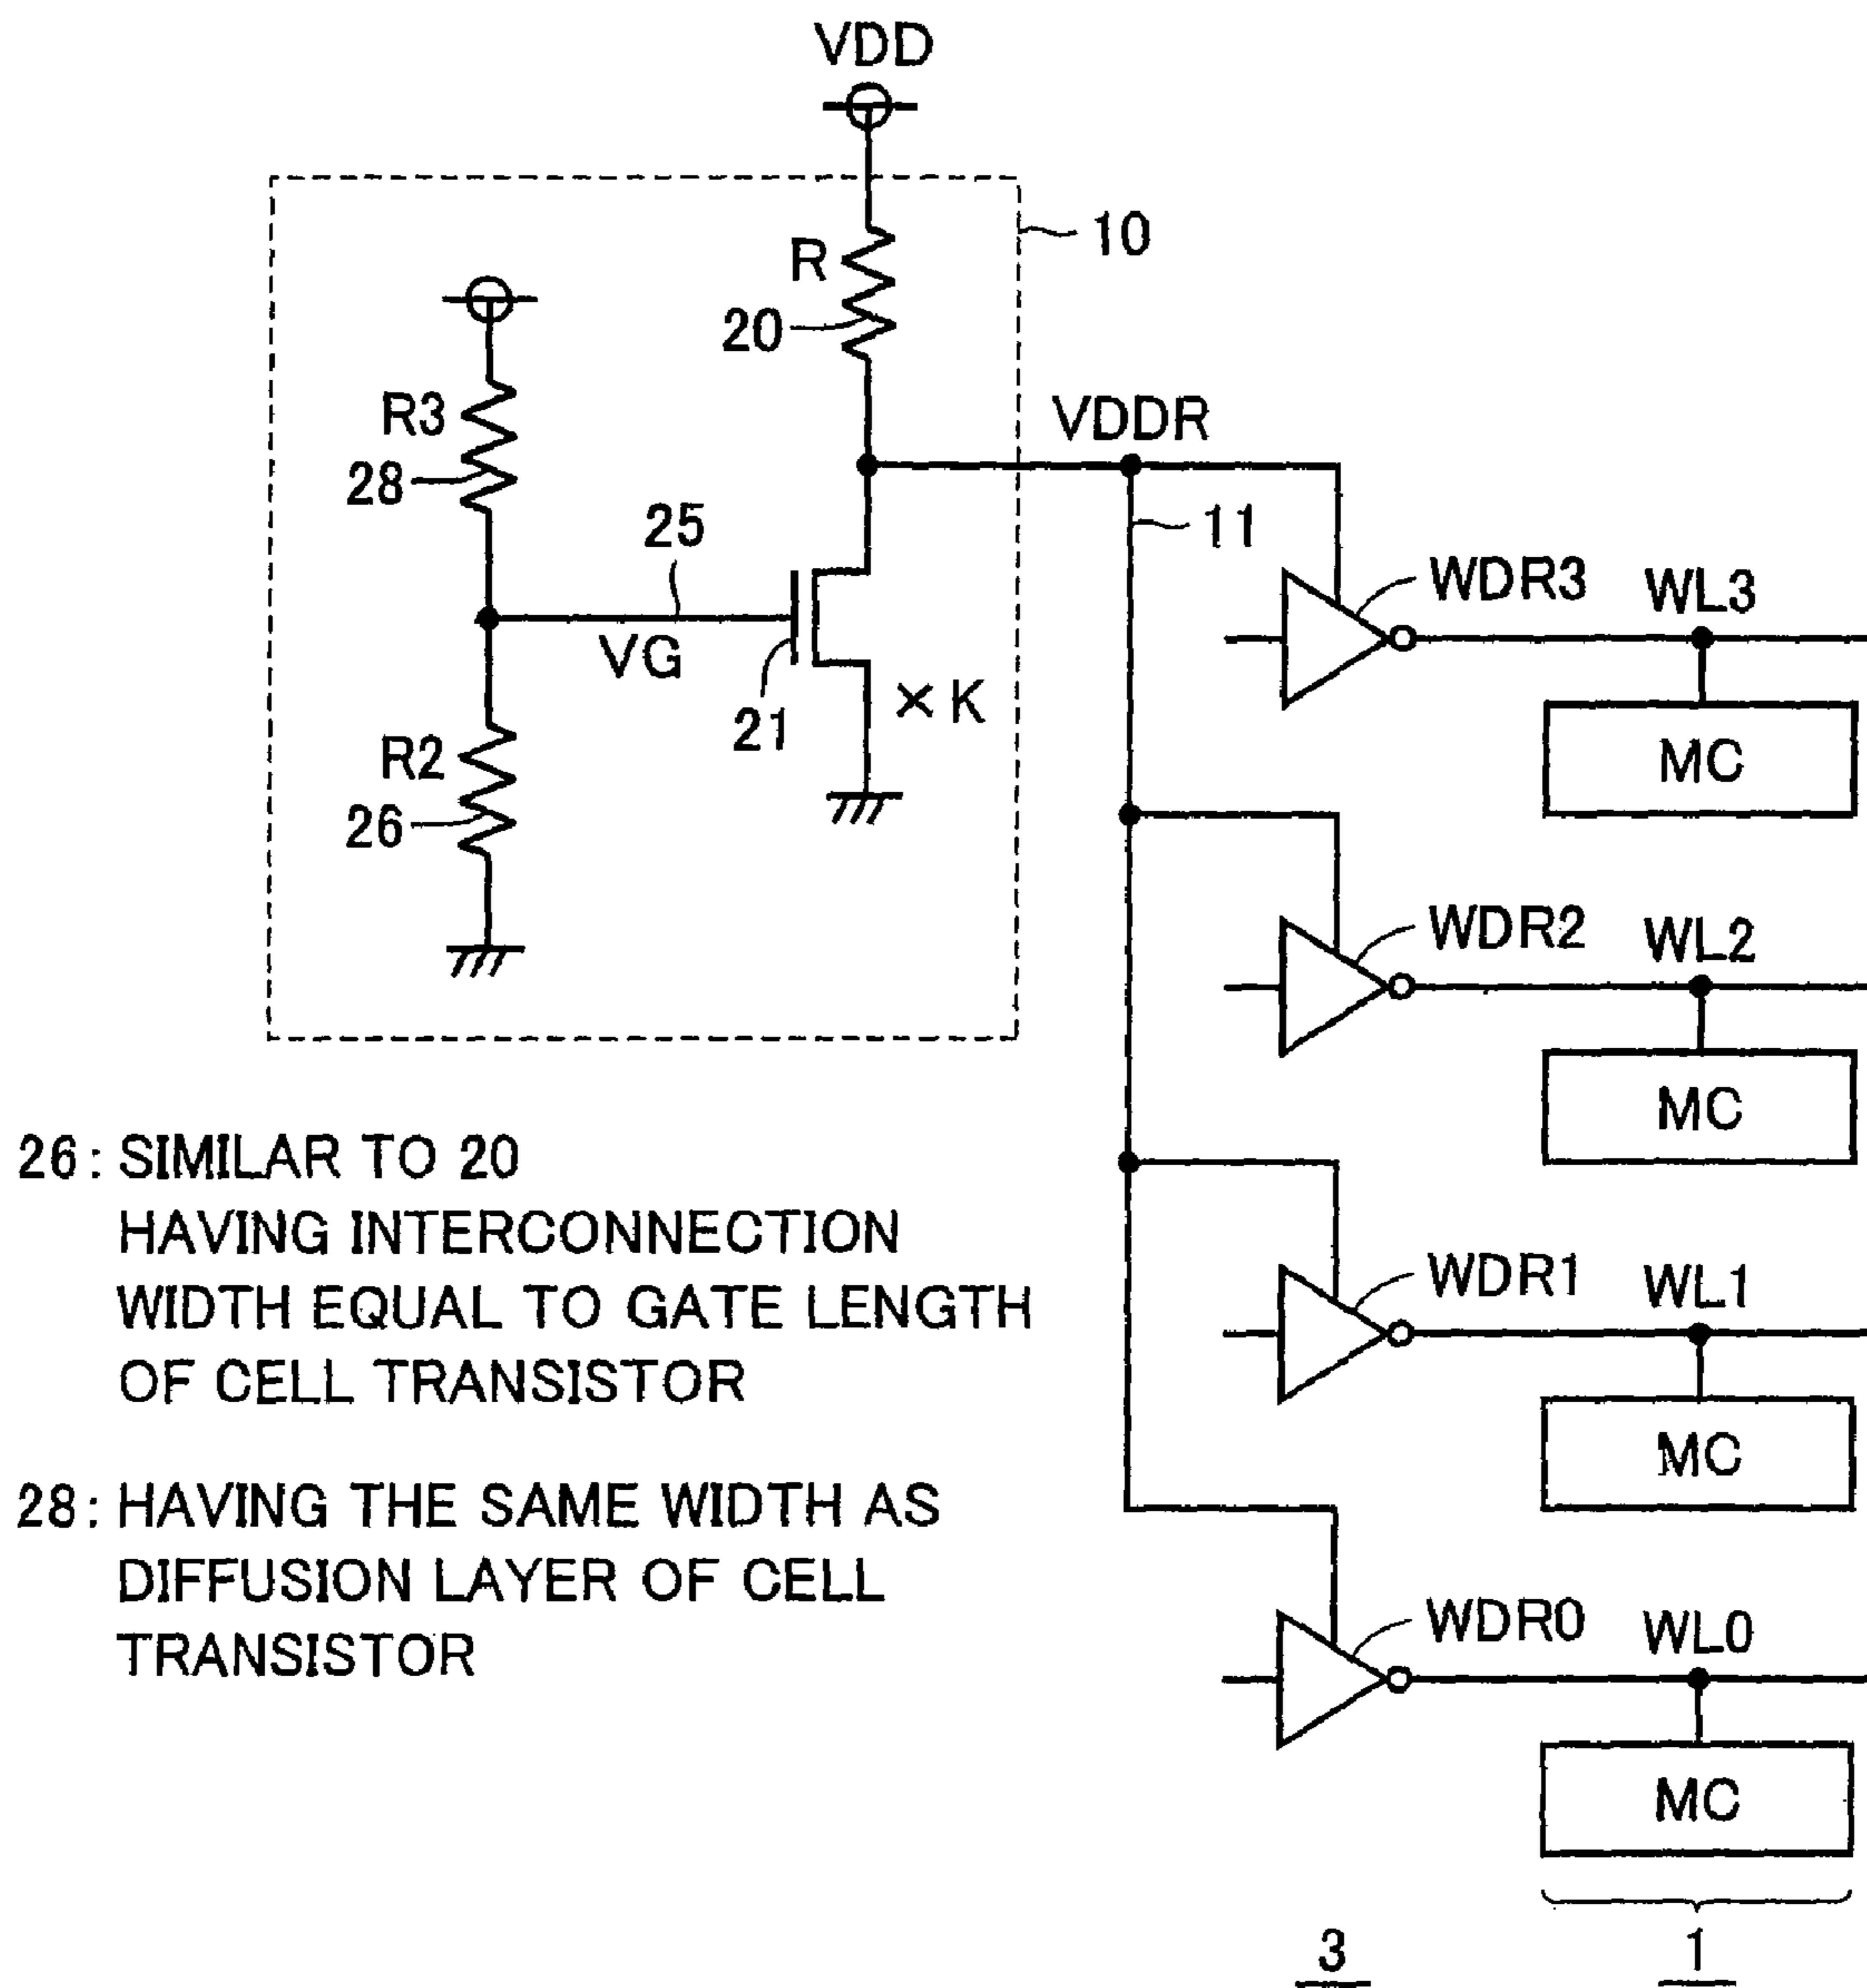 VDD
10
R
20
R3
28
VDDR
25
11
VG
21
× K
R2
26
WDR3
WL3
MC
WDR2
WL2
MC
26: SIMILAR TO 20
HAVING INTERCONNECTION
WIDTH EQUAL TO GATE LENGTH
OF CELL TRANSISTOR
WDR1
WL1
MC
28: HAVING THE SAME WIDTH AS
DIFFUSION LAYER OF CELL
TRANSISTOR
WDR0
WL0
MC
3
1